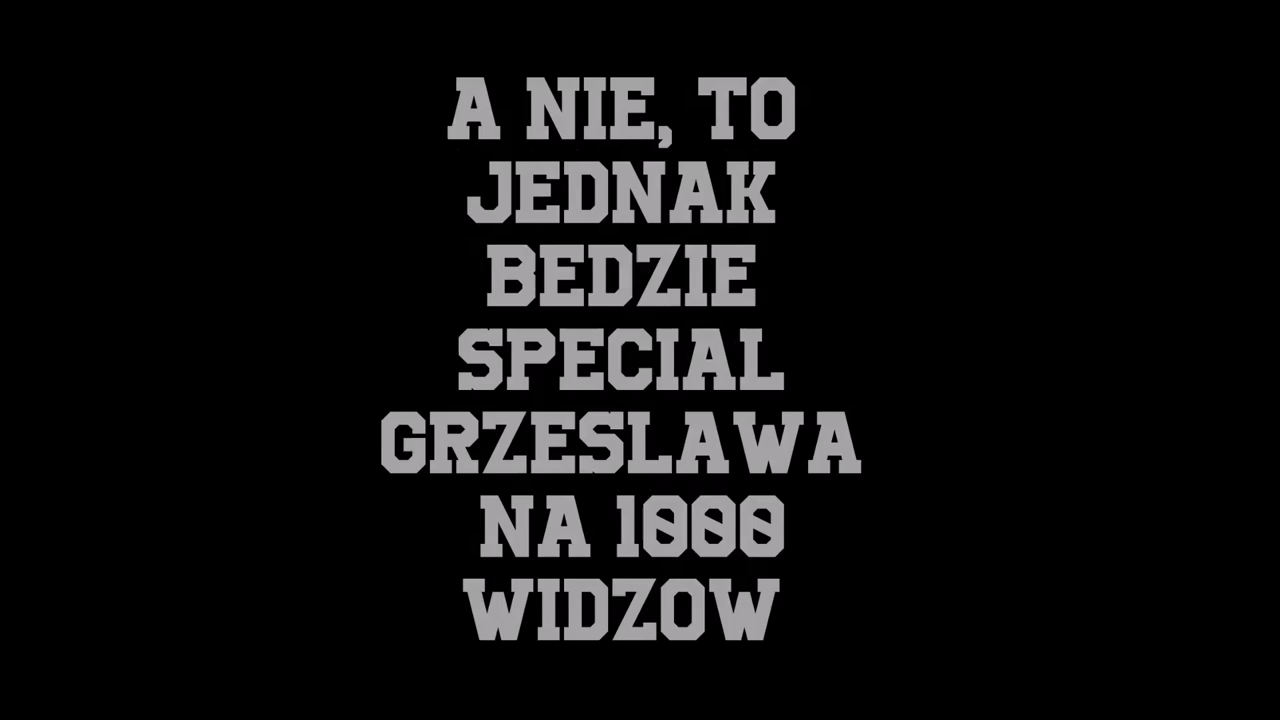 A NIE, TO
JEDNAK
BEDZIE
SPECIAL
GRZESLAWA
NA 1000
WIDZOW